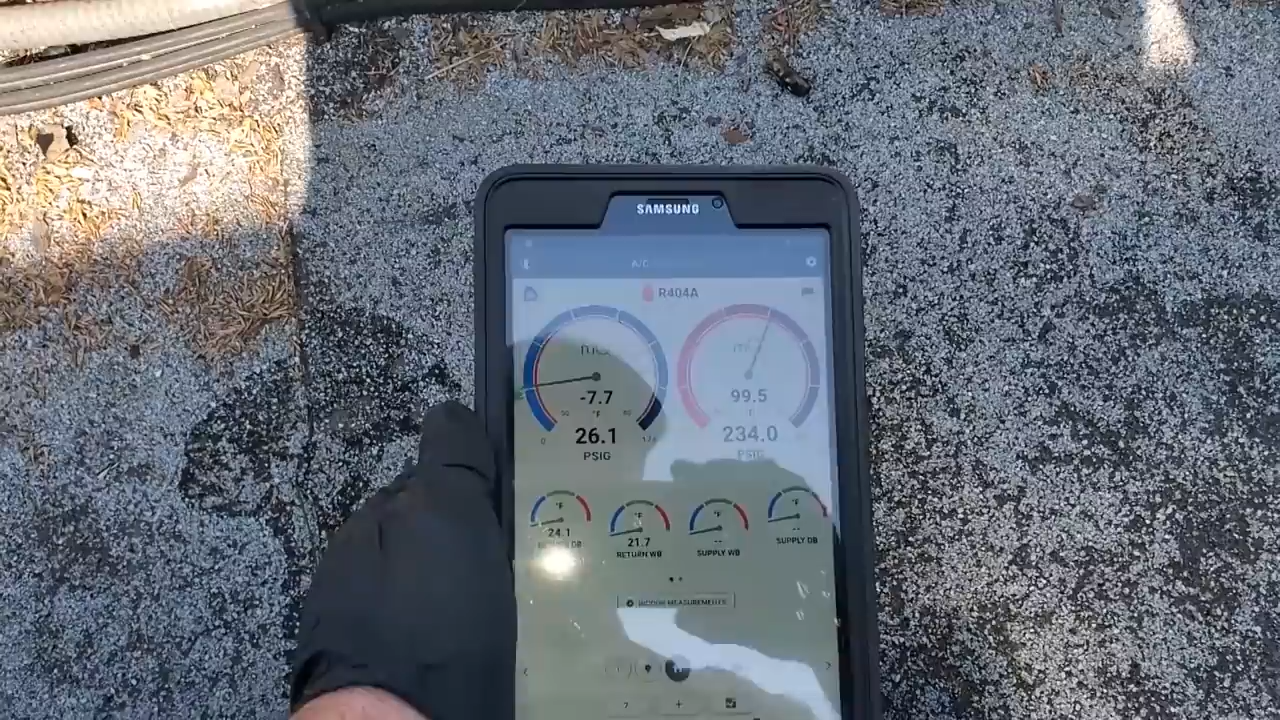 SAMSUNG
A/C
R404A
-7.7
°F
26.1
PSIG
0
99.5
234.0
PSIG
°F
24.1
°F
21.7
RETURN WB
°F
--
SUPPLY WB
°F
--
SUPPLY DB
INDOOR MEASUREMENTS